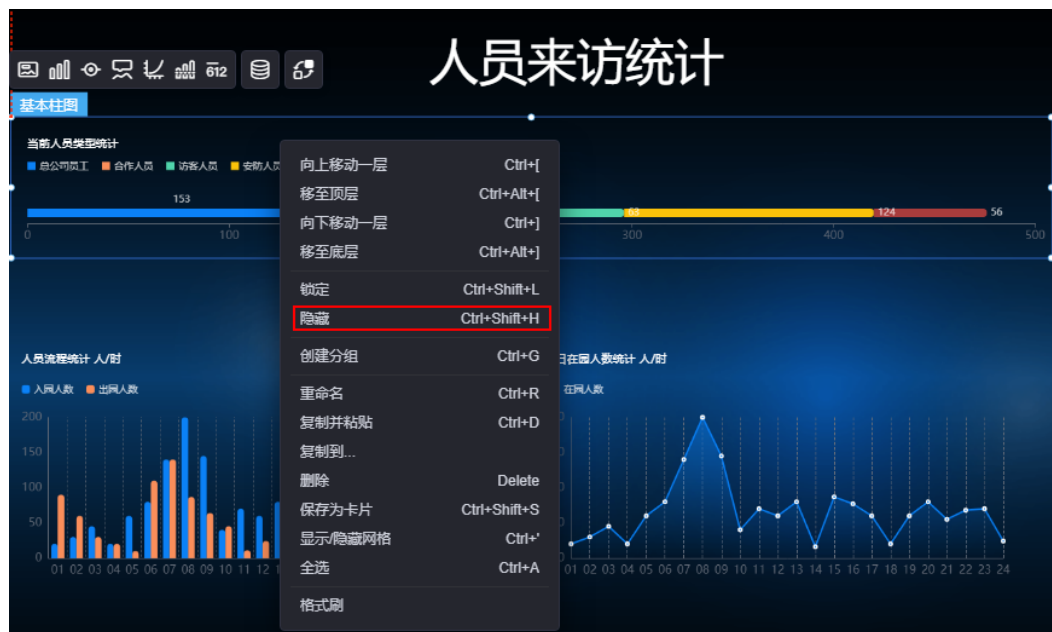 人员来访统计
612
基本柱图
当前人员类型统计
总公司员工 合作人员 访客人员 安防人员
153 63 124 56
0 100 300 400 500
向上移动一层 Ctrl+[
移至顶层 Ctrl+Alt+[
向下移动一层 Ctrl+]
移至底层 Ctrl+Alt+]
锁定 Ctrl+Shift+L
隐藏 Ctrl+Shift+H
创建分组 Ctrl+G
重命名 Ctrl+R
复制并粘贴 Ctrl+D
复制到...
删除 Delete
保存为卡片 Ctrl+Shift+S
显示/隐藏网格 Ctrl+'
全选 Ctrl+A
格式刷
人员流程统计 人/时
入园人数 出园人数
200
150
100
50
0
01 02 03 04 05 06 07 08 09 10 11 12
日在园人数统计 人/时
在园人数
01 02 03 04 05 06 07 08 09 10 11 12 13 14 15 16 17 18 19 20 21 22 23 24